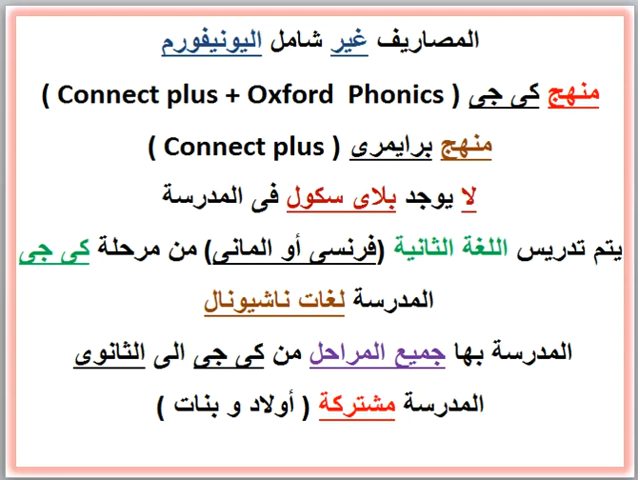 المصاريف غير شامل اليونيفورم
منهج كى جى ( Connect plus + Oxford Phonics )
منهج برايمرى ( Connect plus )
لا يوجد بلاى سكول فى المدرسة
يتم تدريس اللغة الثانية (فرنسى أو المانى) من مرحلة كى جى
المدرسة لغات ناشيونال
المدرسة بها جميع المراحل من كى جى الى الثانوى
المدرسة مشتركة ( أولاد و بنات )